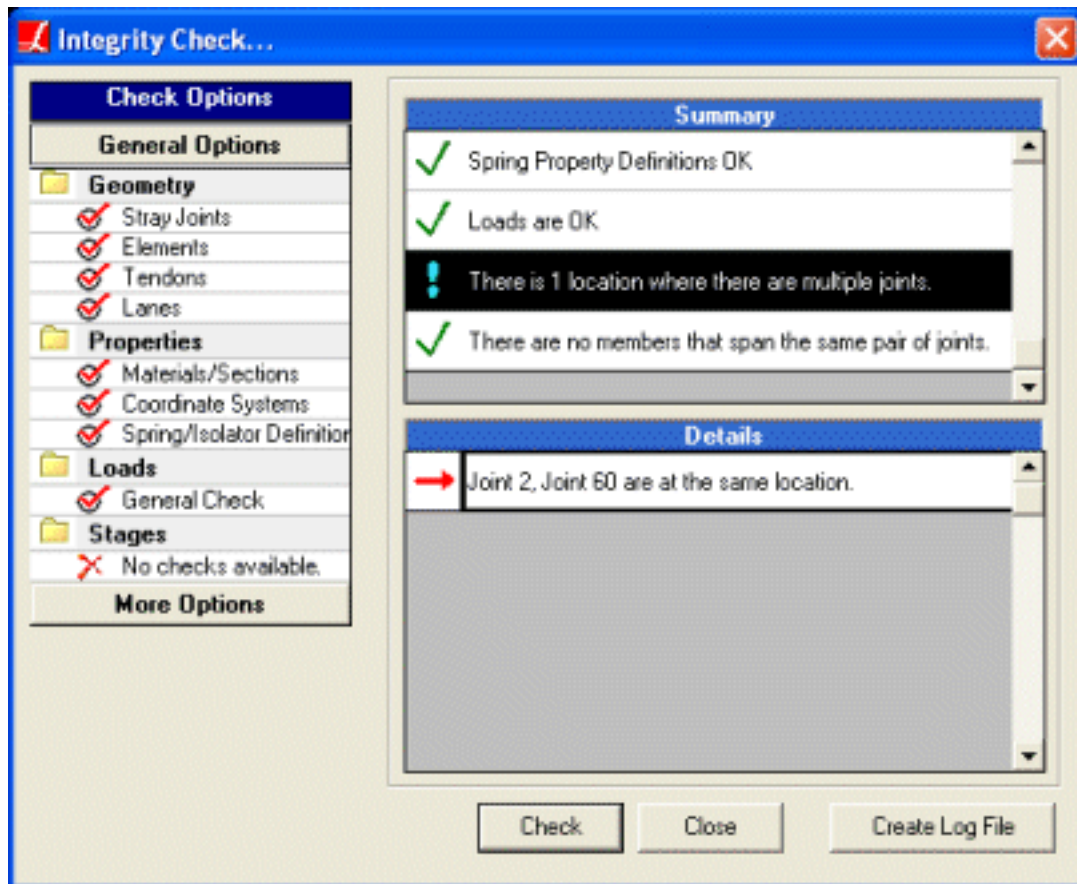 Integrity Check...
Check Options
General Options
Geometry
Stray Joints
Elements
Tendons
Lanes
Properties
Materials/Sections
Coordinate Systems
Spring/Isolator Definition
Loads
General Check
Stages
No checks available.
More Options
Summary
Spring Property Definitions OK
Loads are OK
There is 1 location where there are multiple joints.
There are no members that span the same pair of joints.
Details
Joint 2, Joint 60 are at the same location.
Check
Close
Create Log File